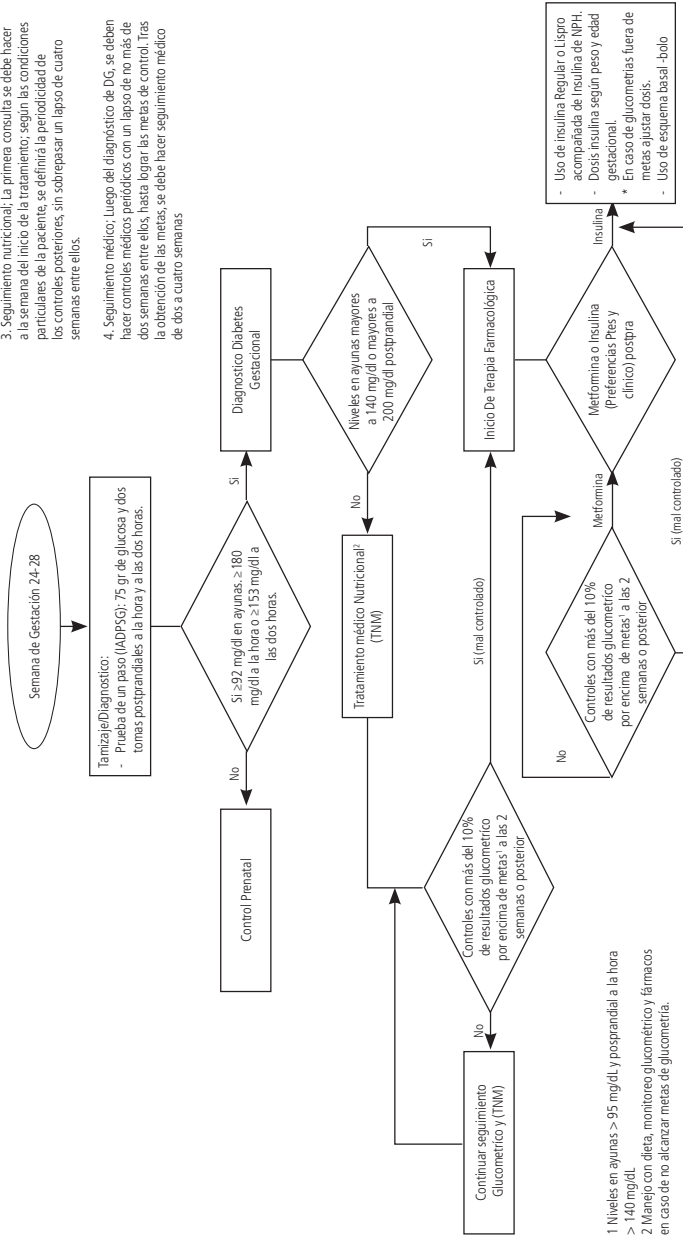 Semana de Gestación 24-28
Tamizaje/Diagnostico:
- Prueba de un paso (IADPSG): 75 gr de glucosa y dos
tomas postprandiales a la hora y a las dos horas.
Si ≥92 mg/dl en ayunas. ≥ 180
mg/dl a la hora o ≥153 mg/dl a
las dos horas.
No
Si
Control Prenatal
Diagnostico Diabetes
Gestacional
3. Seguimiento nutricional; La primera consulta se debe hacer
a la semana del inicio de la tratamiento; según las condiciones
particulares de la paciente, se definirá la periodicidad de
los controles posteriores, sin sobrepasar un lapso de cuatro
semanas entre ellos.
4. Seguimiento médico; Luego del diagnóstico de DG, se deben
hacer controles médicos periódicos con un lapso de no más de
dos semanas entre ellos, hasta lograr las metas de control. Tras
la obtención de las metas, se debe hacer seguimiento médico
de dos a cuatro semanas
Niveles en ayunas mayores
a 140 mg/dl o mayores a
200 mg/dl postprandial
No
Si
Tratamiento médico Nutricional²
(TNM)
Continuar seguimiento
Glucometrico y (TNM)
No
Controles con más del 10%
de resultados glucometríco
por encima de metas¹ a las 2
semanas o posterior
Si (mal controlado)
Inicio De Terapia Farmacológica
No
Controles con más del 10%
de resultados glucometrico
por encima de metas¹ a las 2
semanas o posterior
Metformina
Metformina o Insulina
(Preferencias Ptes y
clínico) postpra
Insulina
Si (mal controlado)
- Uso de insulina Regular o Lispro
acompañada de Insulina de NPH.
- Dosis insulina según peso y edad
gestacional.
* En caso de glucometrias fuera de
metas ajustar dosis.
- Uso de esquema basal -bolo
1 Niveles en ayunas > 95 mg/dL y posprandial a la hora
> 140 mg/dL
2 Manejo con dieta, monitoreo glucométrico y fármacos
en caso de no alcanzar metas de glucometría.